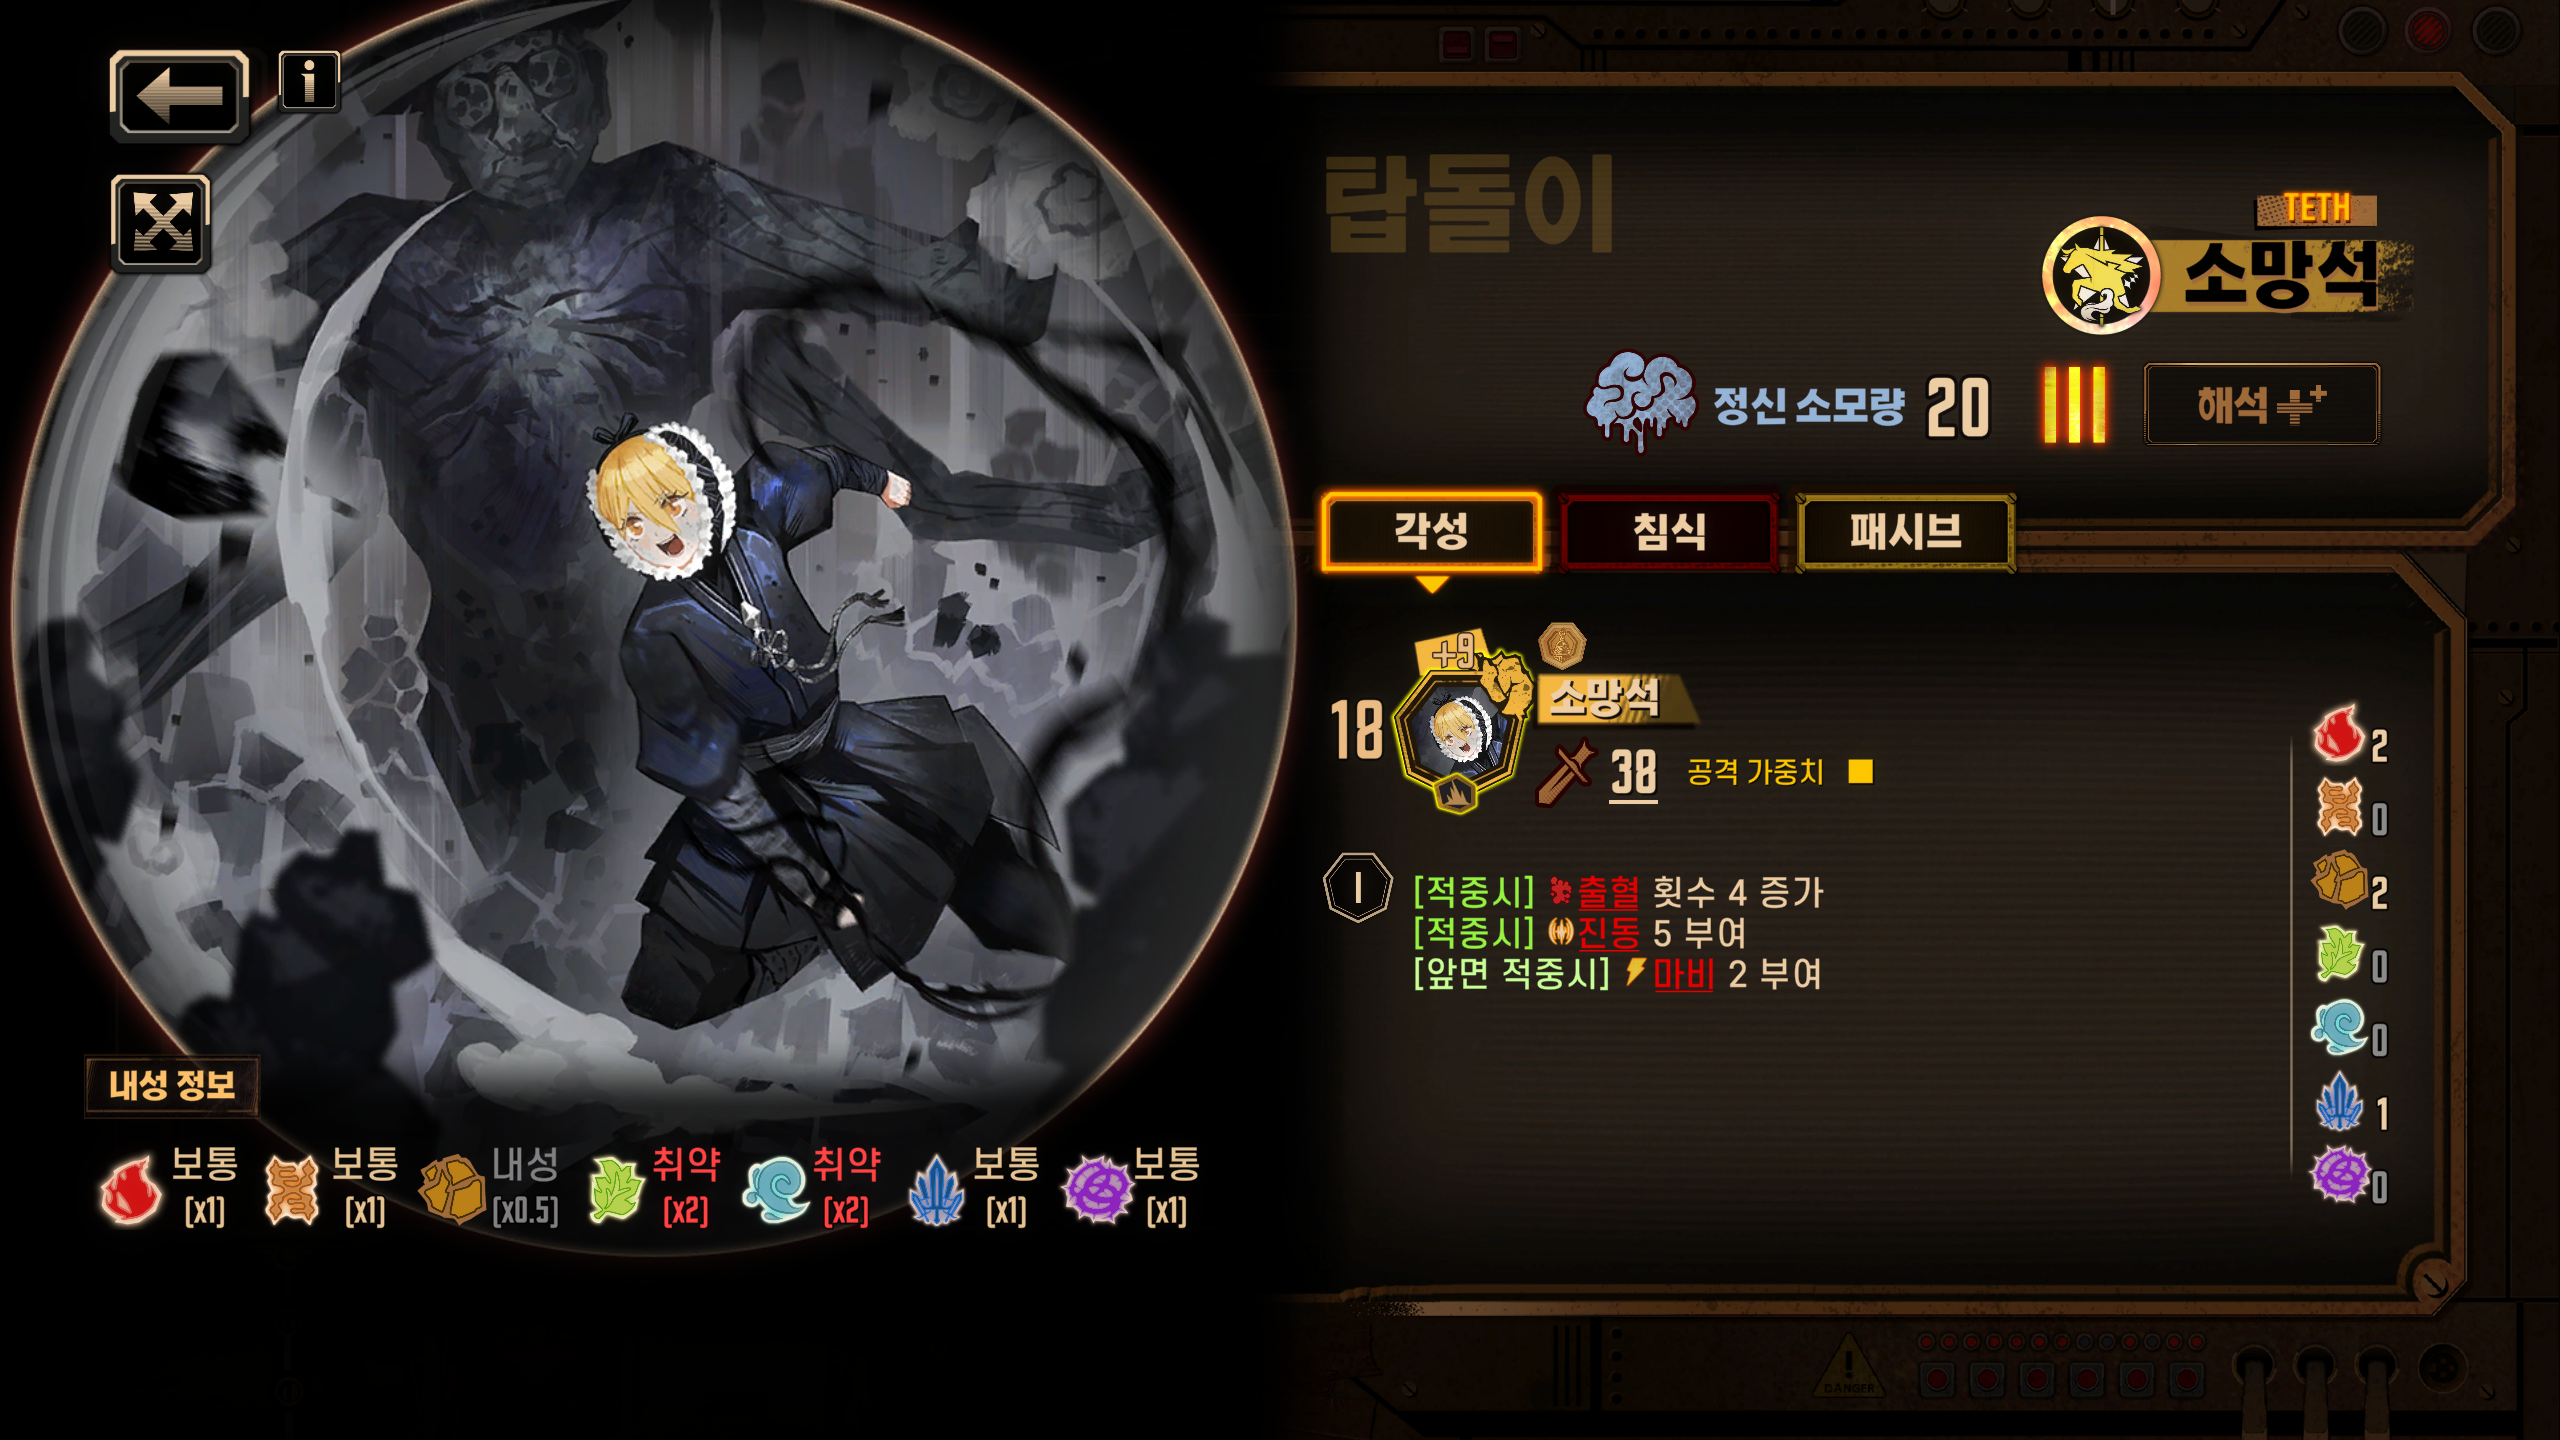 탑돌이
TETH
소망석
정신 소모량 20
해석
각성
침식
패시브
+9
18
소망석
38 공격 가중치
I
[적중시] 출혈 횟수 4 증가
[적중시] 진동 5 부여
[앞면 적중시] 마비 2 부여
2
0
2
0
0
1
0
내성 정보
보통 보통 내성 취약 취약 보통 보통
[x1] [x1] [x0.5] [x2] [x2] [x1] [x1]
DANGER